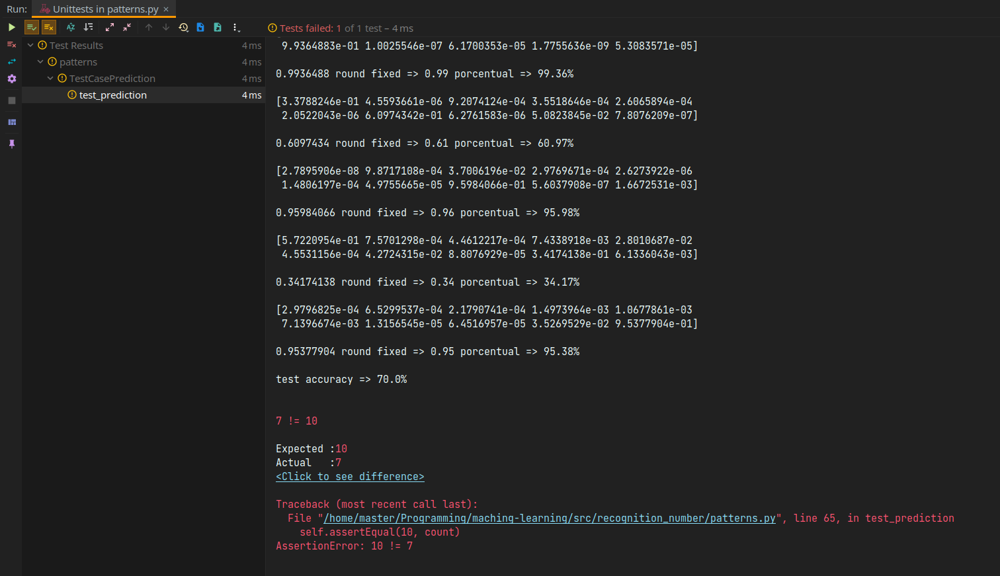 Run: Unittests in patterns.py ×
Tests failed: 1 of 1 test – 4 ms
Test Results 4 ms
patterns 4 ms
TestCasePrediction 4 ms
test_prediction 4 ms
9.9364883e-01 1.0025546e-07 6.1700353e-05 1.7755636e-09 5.3083571e-05]
0.9936488 round fixed => 0.99 porcentual => 99.36%
[3.3788246e-01 4.5593661e-06 9.2074124e-04 3.5518646e-04 2.6065894e-04
2.0522043e-06 6.0974342e-01 6.2761583e-06 5.0823845e-02 7.8076209e-07]
0.6097434 round fixed => 0.61 porcentual => 60.97%
[2.7895906e-08 9.8717108e-04 3.7006196e-02 2.9769671e-04 2.6273922e-06
1.4806197e-04 4.9755665e-05 9.5984066e-01 5.6037908e-07 1.6672531e-03]
0.95984066 round fixed => 0.96 porcentual => 95.98%
[5.7220954e-01 7.5701298e-04 4.4612217e-04 7.4338918e-03 2.8010687e-02
4.5531156e-04 4.2724315e-02 8.8076929e-05 3.4174138e-01 6.1336043e-03]
0.34174138 round fixed => 0.34 porcentual => 34.17%
[2.9796825e-04 6.5299537e-04 2.1790741e-04 1.4973964e-03 1.0677861e-03
7.1396674e-03 1.3156545e-05 6.4516957e-05 3.5269529e-02 9.5377904e-01]
0.95377904 round fixed => 0.95 porcentual => 95.38%
test accuracy => 70.0%
7 != 10
Expected :10
Actual   :7
<Click to see difference>
Traceback (most recent call last):
File "/home/master/Programming/maching-learning/src/recognition_number/patterns.py", line 65, in test_prediction
self.assertEqual(10, count)
AssertionError: 10 != 7